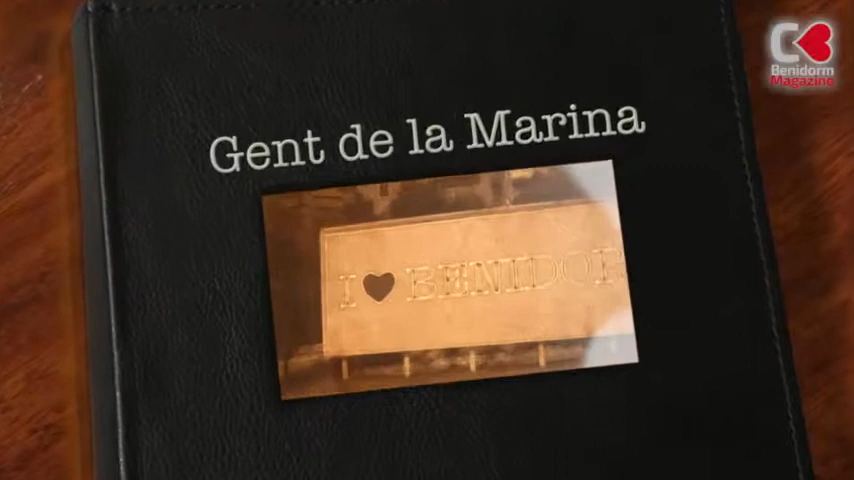 C
Benidorm
Magazine
Gent de la Marina
I ♥ BENIDOR